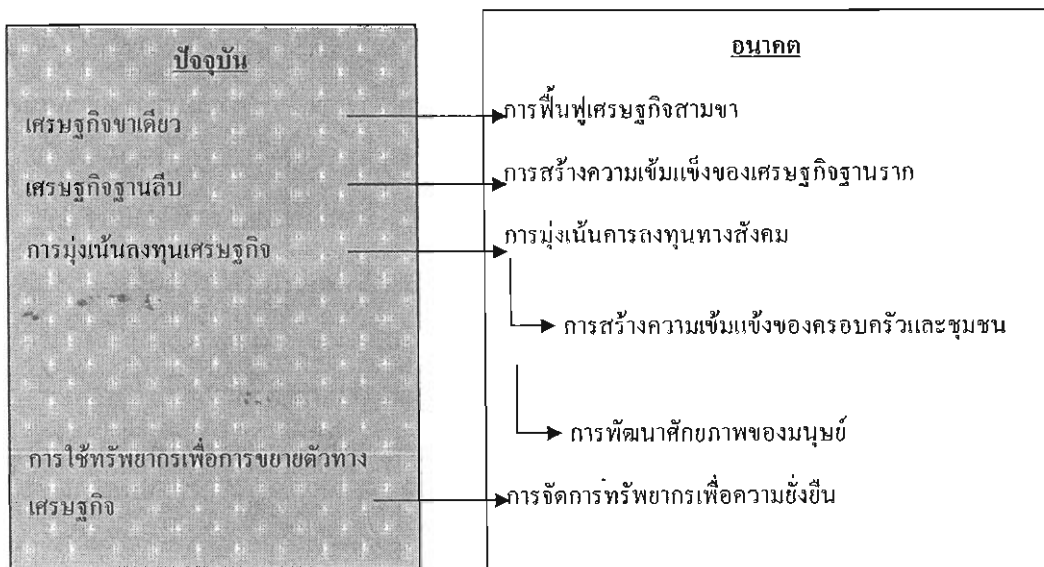 ปัจจุบัน
เศรษฐกิจขาเดียว
เศรษฐกิจฐานลีบ
การมุ่งเน้นลงทุนเศรษฐกิจ
การใช้ทรัพยากรเพื่อการขยายตัวทาง
เศรษฐกิจ
อนาคต
การฟื้นฟูเศรษฐกิจสามขา
การสร้างความเข้มแข็งของเศรษฐกิจฐานราก
การมุ่งเน้นการลงทุนทางสังคม
การสร้างความเข้มแข้งของครอบครัวและชุมชน
การพัฒนาศักยภาพของมนุษย์
การจัดการทรัพยากรเพื่อความยั่งยืน